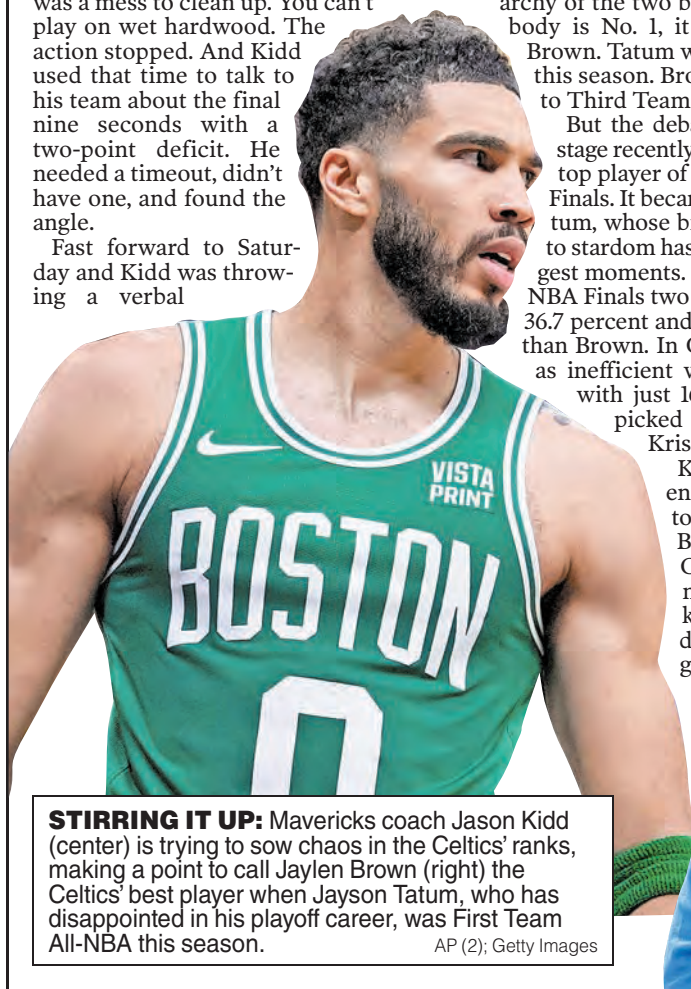 was a mess to clean up. You can't
play on wet hardwood. The
action stopped. And Kidd
used that time to talk to
his team about the final
nine seconds with a
two-point deficit. He
needed a timeout, didn't
have one, and found the
angle.
Fast forward to Satur-
day and Kidd was throw-
ing a verbal
archy of the two b
body is No. 1, it
Brown. Tatum w
this season. Bro
to Third Team
But the deba
stage recently
top player of
Finals. It becam
tum, whose b
to stardom has
gest moments.
NBA Finals two
36.7 percent and
than Brown. In G
as inefficient w
with just 16
picked
Kris
K
en
to
B
C
n
k
d
g
VISTA
PRINT
BOSTON
0
STIRRING IT UP: Mavericks coach Jason Kidd
(center) is trying to sow chaos in the Celtics' ranks,
making a point to call Jaylen Brown (right) the
Celtics' best player when Jayson Tatum, who has
disappointed in his playoff career, was First Team
All-NBA this season. AP (2); Getty Images